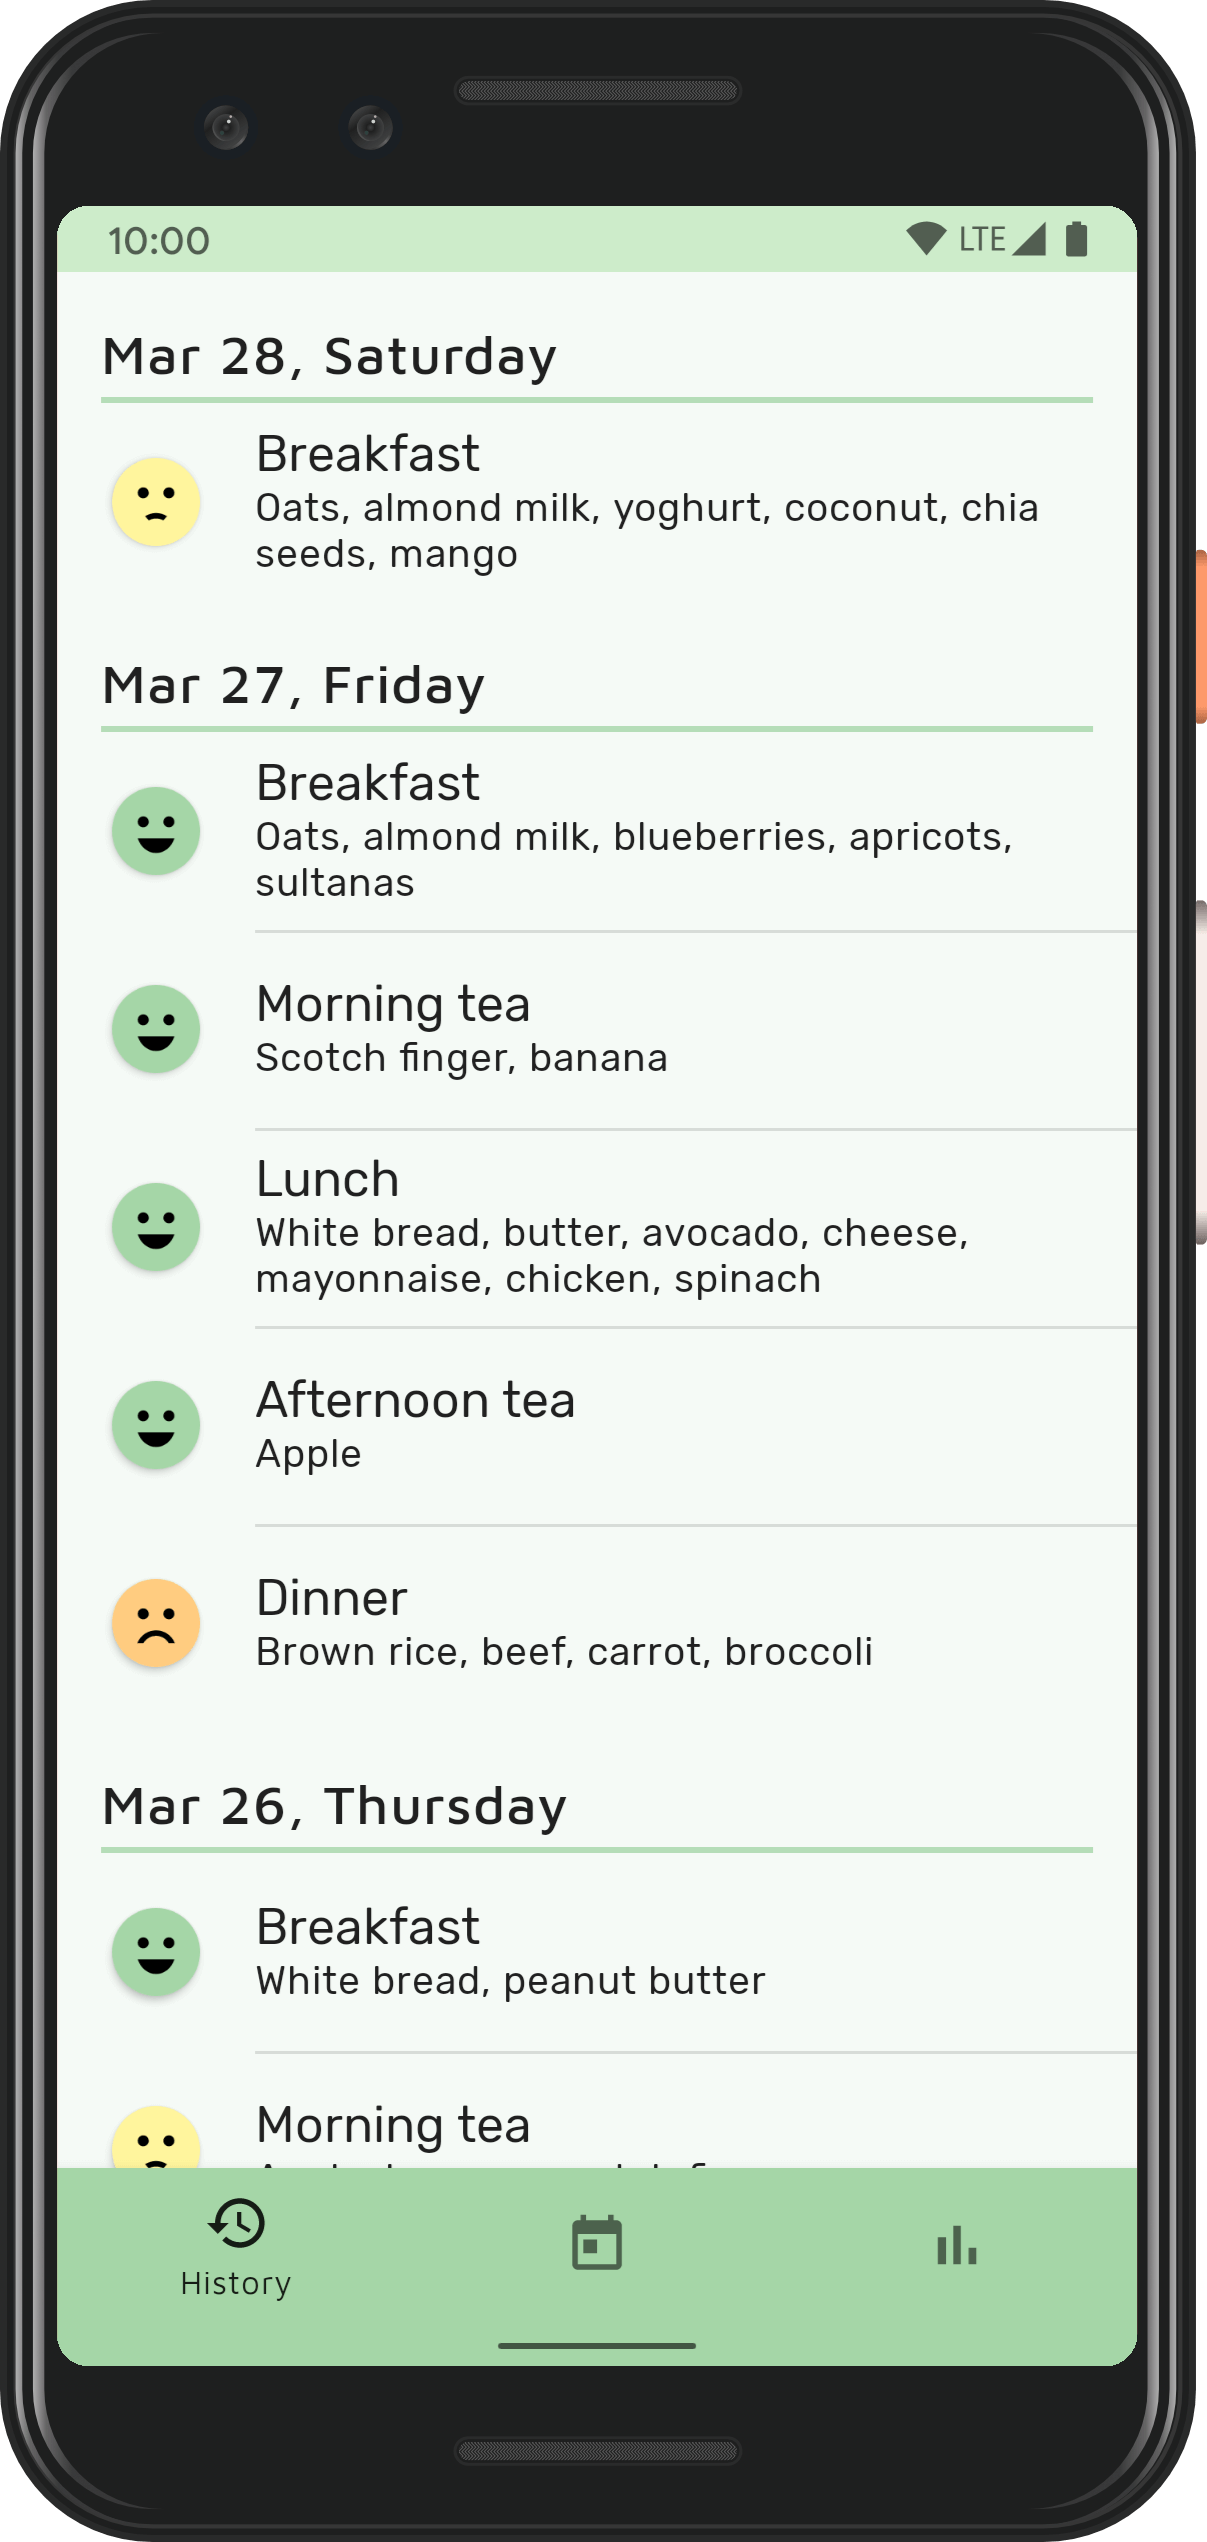 10:00 LTE
Mar 28, Saturday
Breakfast
Oats, almond milk, yoghurt, coconut, chia
seeds, mango
Mar 27, Friday
Breakfast
Oats, almond milk, blueberries, apricots,
sultanas
Morning tea
Scotch finger, banana
Lunch
White bread, butter, avocado, cheese,
mayonnaise, chicken, spinach
Afternoon tea
Apple
Dinner
Brown rice, beef, carrot, broccoli
Mar 26, Thursday
Breakfast
White bread, peanut butter
Morning tea
History